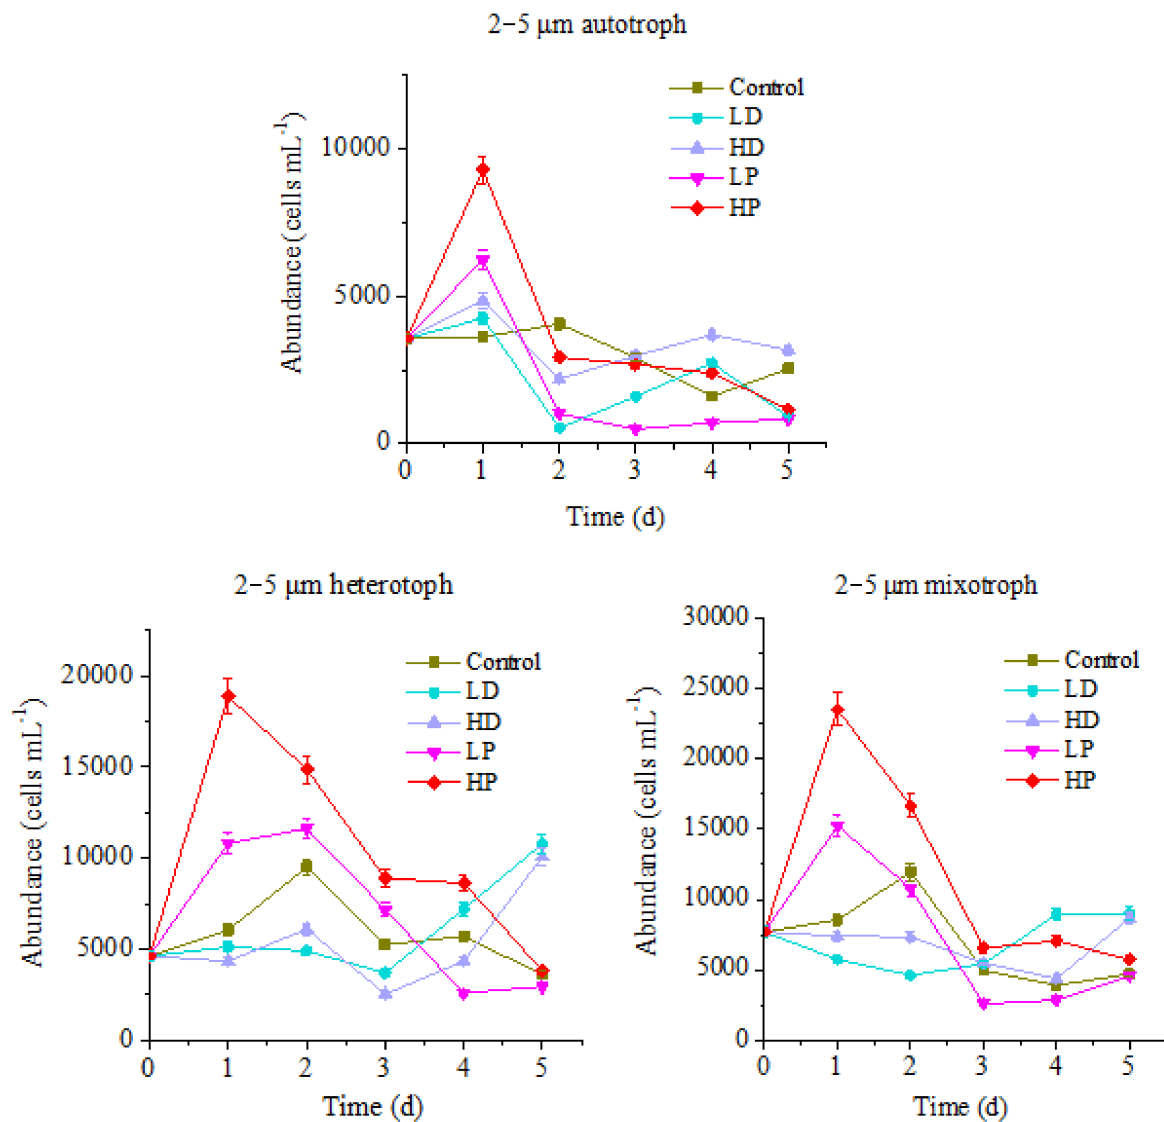 2−5 μm autotroph
Abundance (cells mL⁻¹)
10000
5000
0
Control
LD
HD
LP
HP
0 1 2 3 4 5
Time (d)
2−5 μm heterotoph
Abundance (cells mL⁻¹)
20000
15000
10000
5000
0
Control
LD
HD
LP
HP
0 1 2 3 4 5
Time (d)
2−5 μm mixotroph
Abundance (cells mL⁻¹)
30000
25000
20000
15000
10000
5000
0
Control
LD
HD
LP
HP
0 1 2 3 4 5
Time (d)